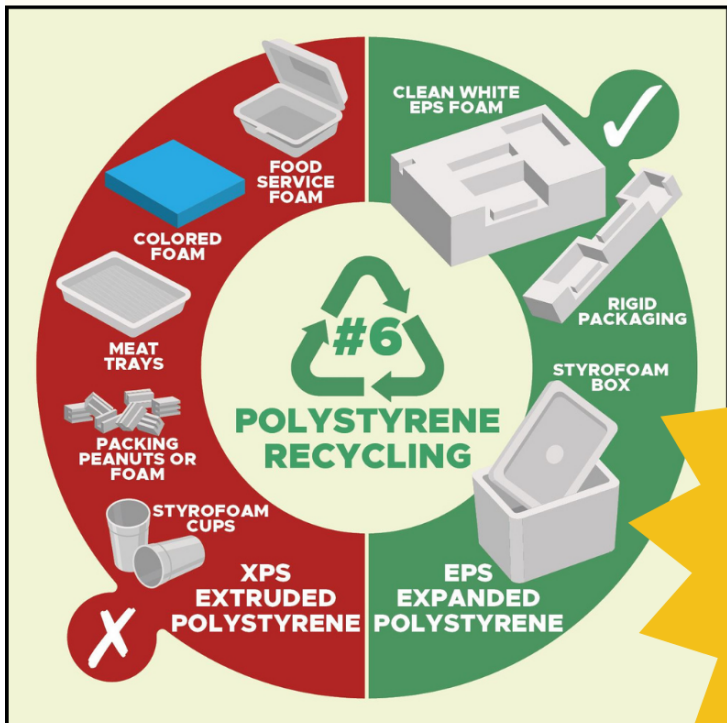 FOOD
SERVICE
FOAM
COLORED
FOAM
MEAT
TRAYS
PACKING
PEANUTS OR
FOAM
STYROFOAM
CUPS
XPS
EXTRUDED
POLYSTYRENE
#6
POLYSTYRENE
RECYCLING
CLEAN WHITE
EPS FOAM
RIGID
PACKAGING
STYROFOAM
BOX
EPS
EXPANDED
POLYSTYRENE